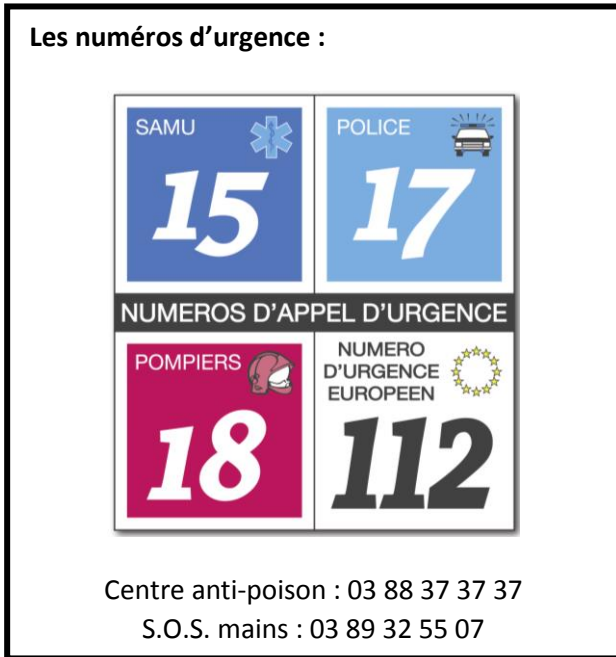 Les numéros d’urgence :
SAMU
15
POLICE
17
NUMEROS D’APPEL D’URGENCE
POMPIERS
18
NUMERO
D’URGENCE
EUROPEEN
112
Centre anti-poison : 03 88 37 37 37
S.O.S. mains : 03 89 32 55 07